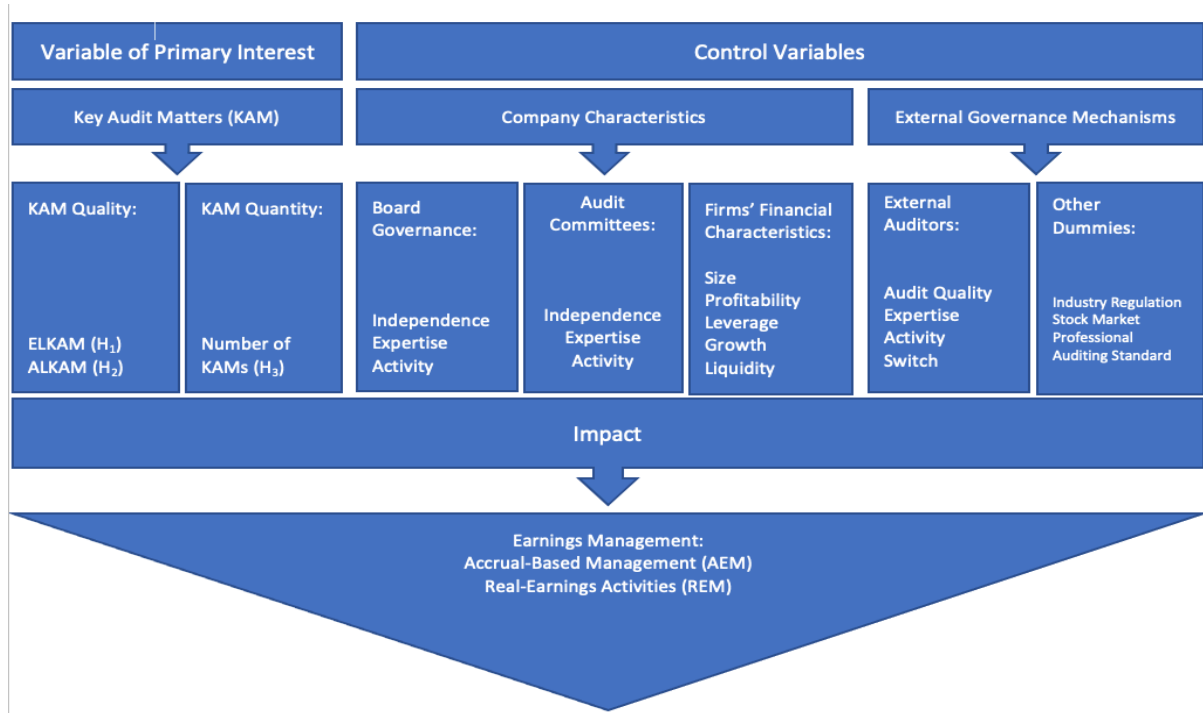 Variable of Primary Interest
Control Variables
Key Audit Matters (KAM)
Company Characteristics
External Governance Mechanisms
KAM Quality:
ELKAM (H₁)
ALKAM (H₂)
KAM Quantity:
Number of
KAMs (H₃)
Board
Governance:
Independence
Expertise
Activity
Audit
Committees:
Independence
Expertise
Activity
Firms’ Financial
Characteristics:
Size
Profitability
Leverage
Growth
Liquidity
External
Auditors:
Audit Quality
Expertise
Activity
Switch
Other
Dummies:
Industry Regulation
Stock Market
Professional
Auditing Standard
Impact
Earnings Management:
Accrual-Based Management (AEM)
Real-Earnings Activities (REM)